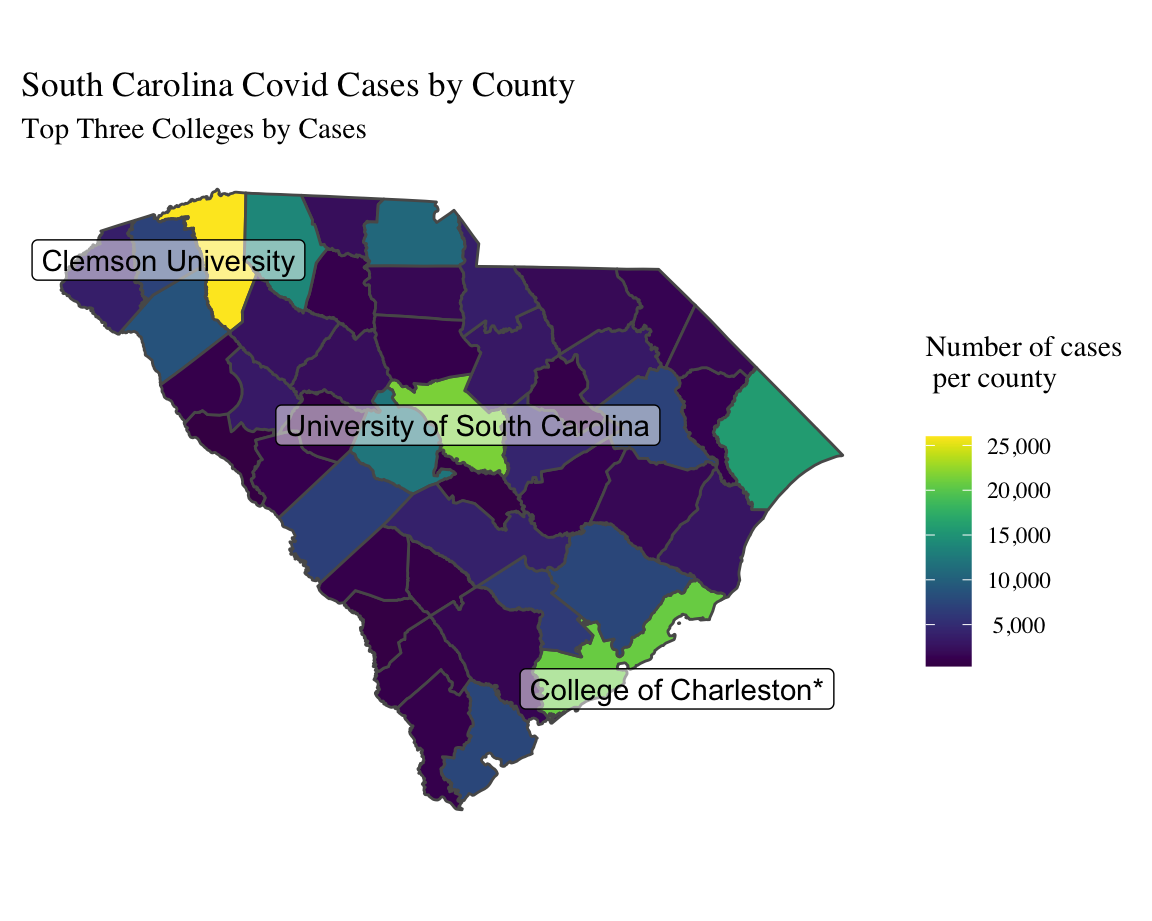 South Carolina Covid Cases by County
Top Three Colleges by Cases
Clemson University
University of South Carolina
College of Charleston*
Number of cases
per county
25,000
20,000
15,000
10,000
5,000